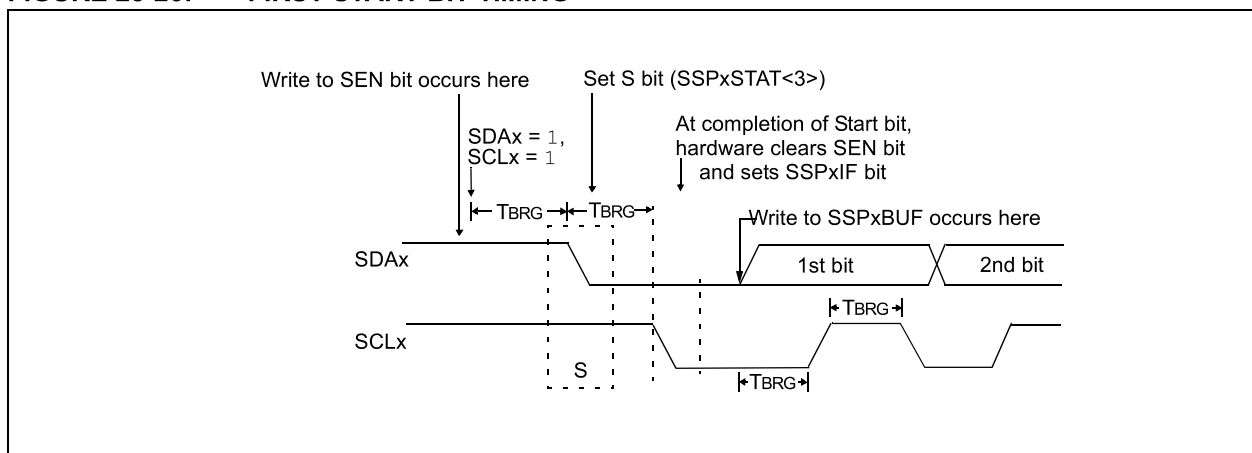 Write to SEN bit occurs here
Set S bit (SSPxSTAT<3>)
SDAx = 1,
SCLx = 1
At completion of Start bit,
hardware clears SEN bit
and sets SSPxIF bit
TBRG
TBRG
Write to SSPxBUF occurs here
SDAx
1st bit
2nd bit
TBRG
SCLx
S
TBRG